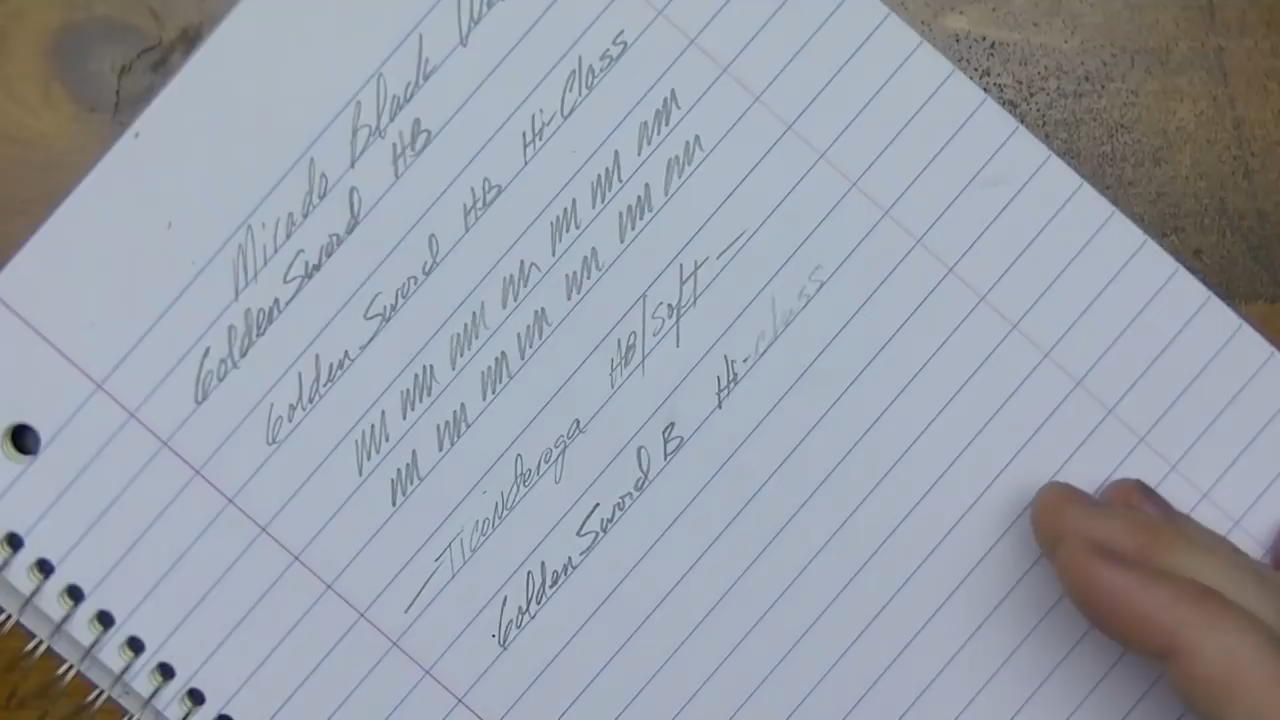 Mirado Black
Golden Sword HB
Golden Sword HB Hi-Class
- Ticonderoga HB/Soft -
Golden Sword B Hi-class